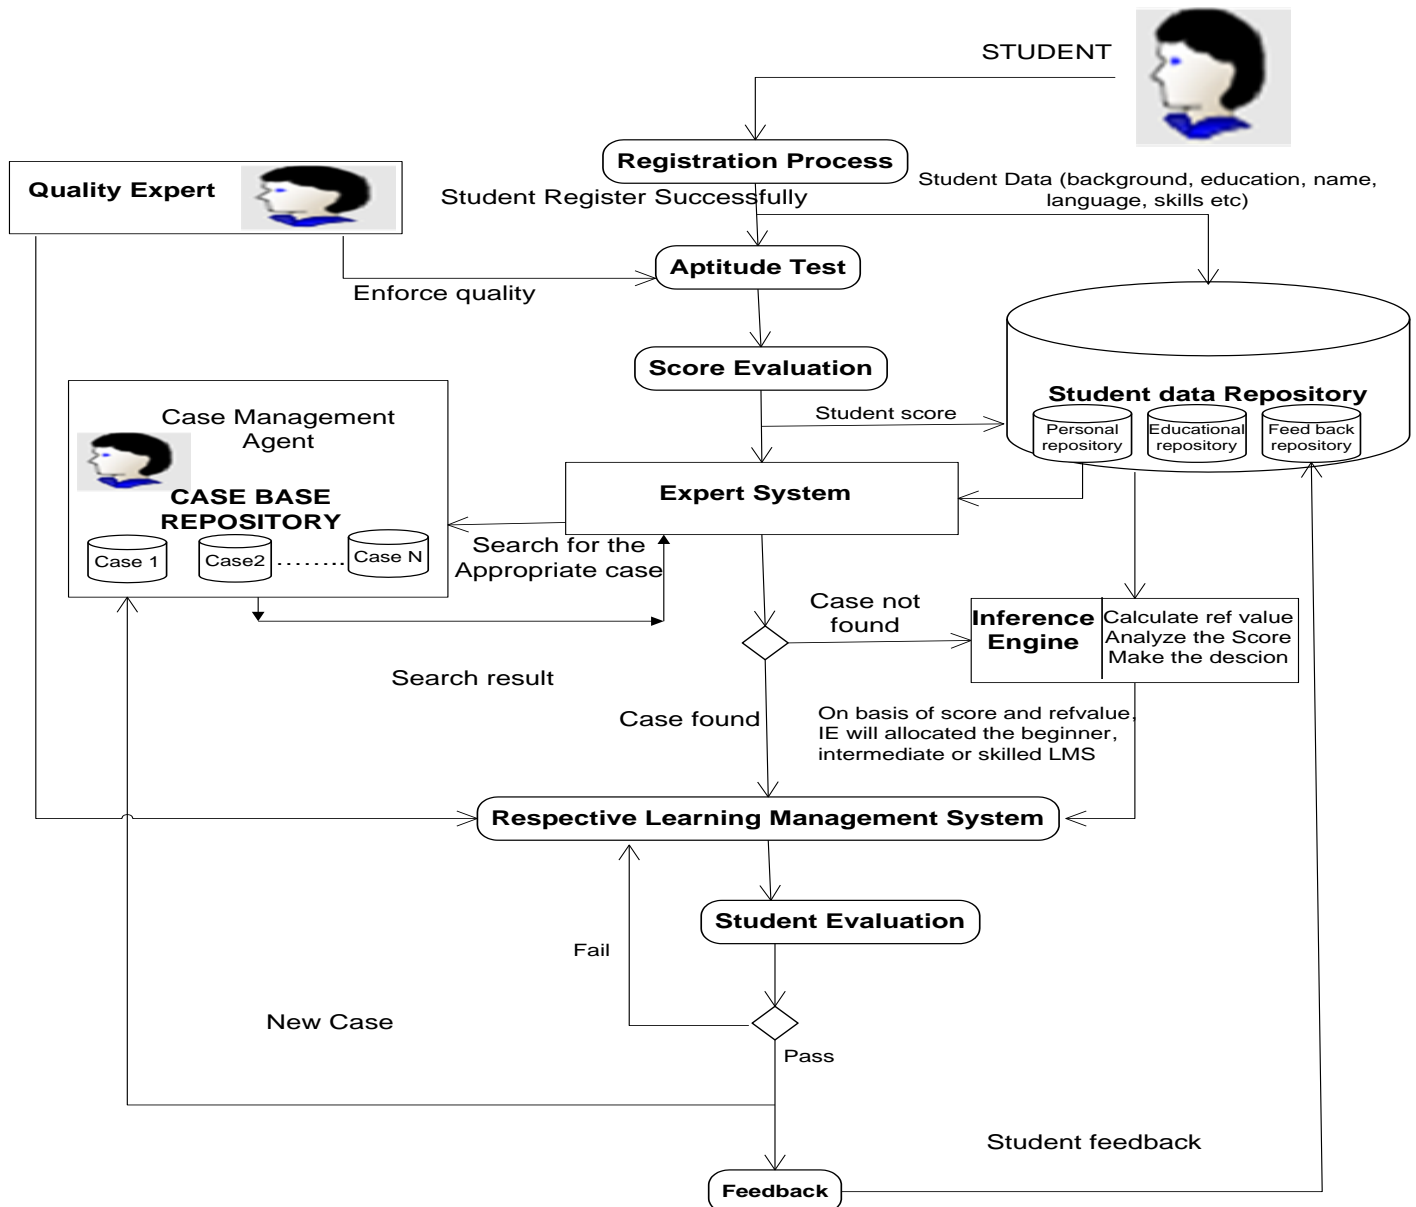 STUDENT
Registration Process
Quality Expert
Student Register Successfully
Student Data (background, education, name,
language, skills etc)
Aptitude Test
Enforce quality
Score Evaluation
Student data Repository
Student score
Personal
repository
Educational
repository
Feed back
repository
Case Management
Agent
CASE BASE
REPOSITORY
Case 1
Case2
........
Case N
Expert System
Search for the
Appropriate case
Case not
found
Inference
Engine
Calculate ref value
Analyze the Score
Make the descion
Search result
Case found
On basis of score and refvalue,
IE will allocated the beginner,
intermediate or skilled LMS
Respective Learning Management System
Student Evaluation
Fail
New Case
Pass
Student feedback
Feedback